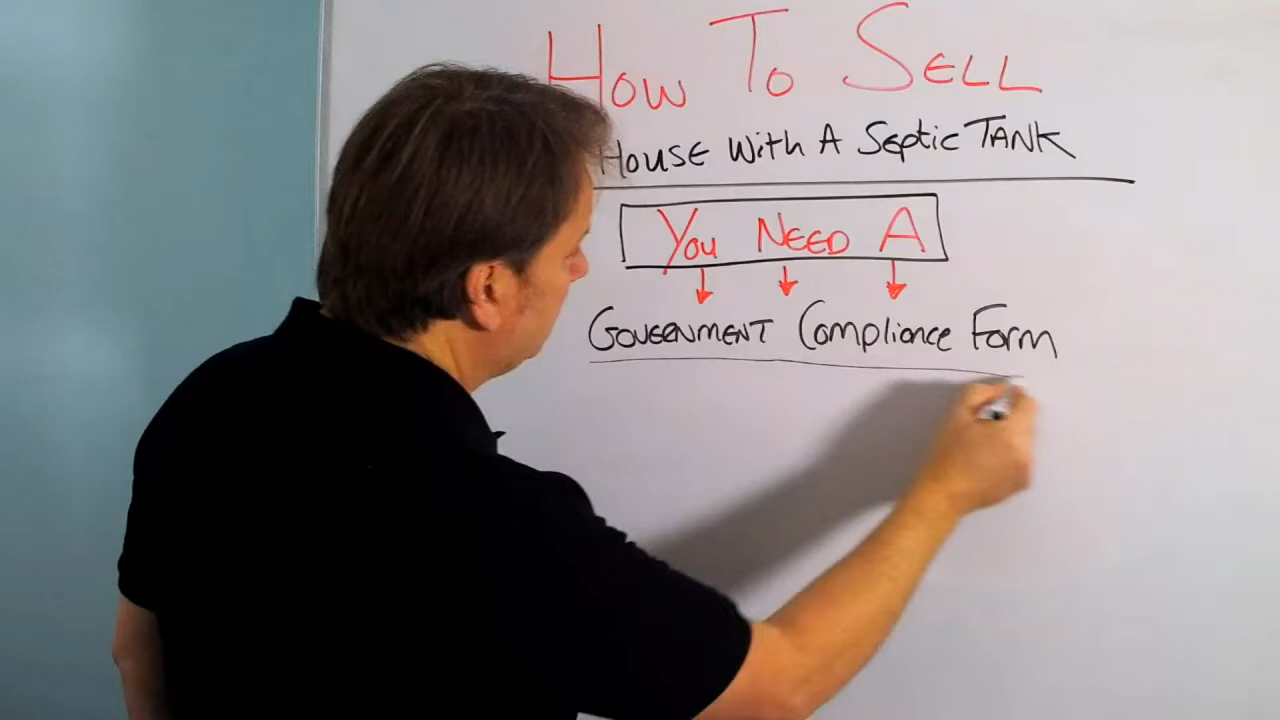 How To SELL
HOUSE With A Septic TANK
You NEED A
GOVERNMENT Compliance Form